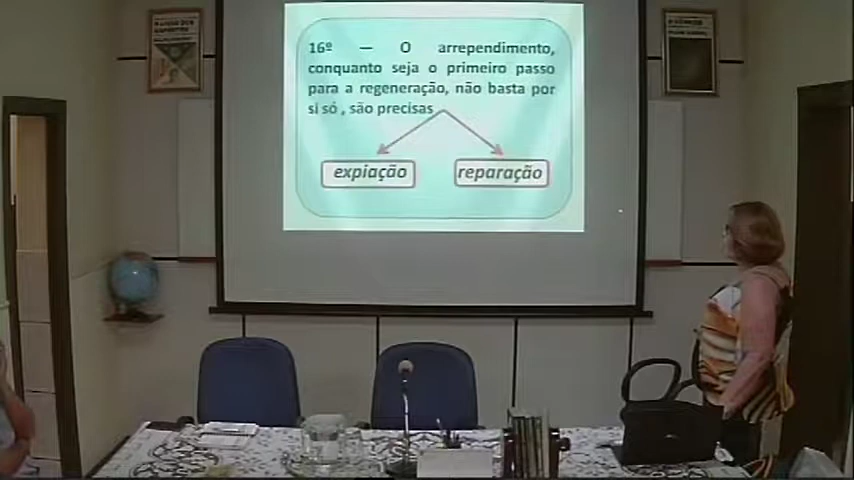 16º — O arrependimento,
conquanto seja o primeiro passo
para a regeneração, não basta por
si só , são precisas
expiação
reparação